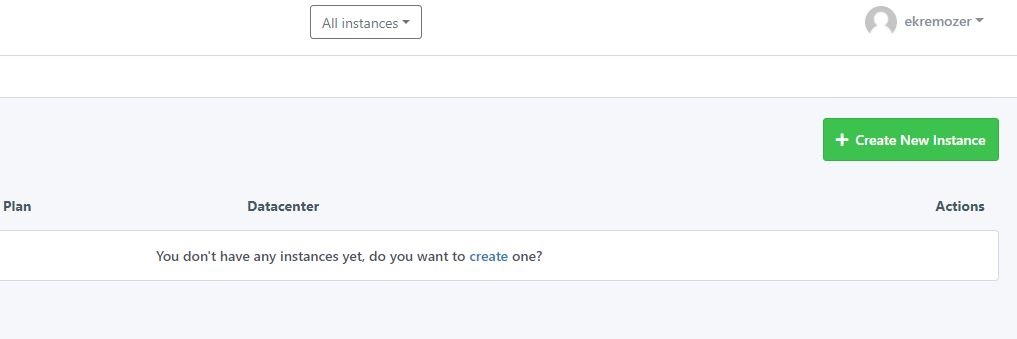 All instances
ekremozer
Create New Instance
Plan Datacenter Actions
You don't have any instances yet, do you want to create one?